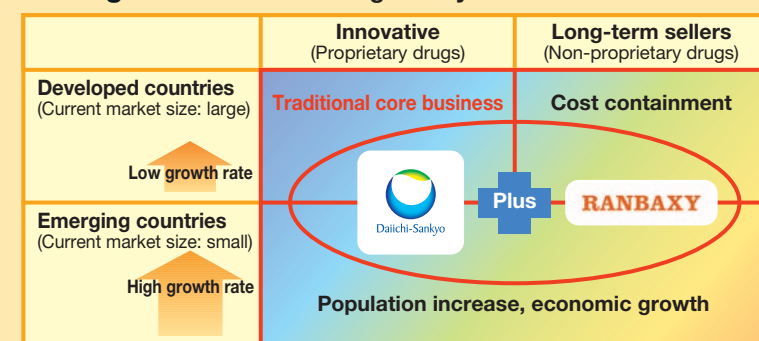 Innovative
(Proprietary drugs)
Long-term sellers
(Non-proprietary drugs)
Developed countries
(Current market size: large)
Low growth rate
Traditional core business
Cost containment
Daiichi-Sankyo
Plus
RANBAXY
Emerging countries
(Current market size: small)
High growth rate
Population increase, economic growth